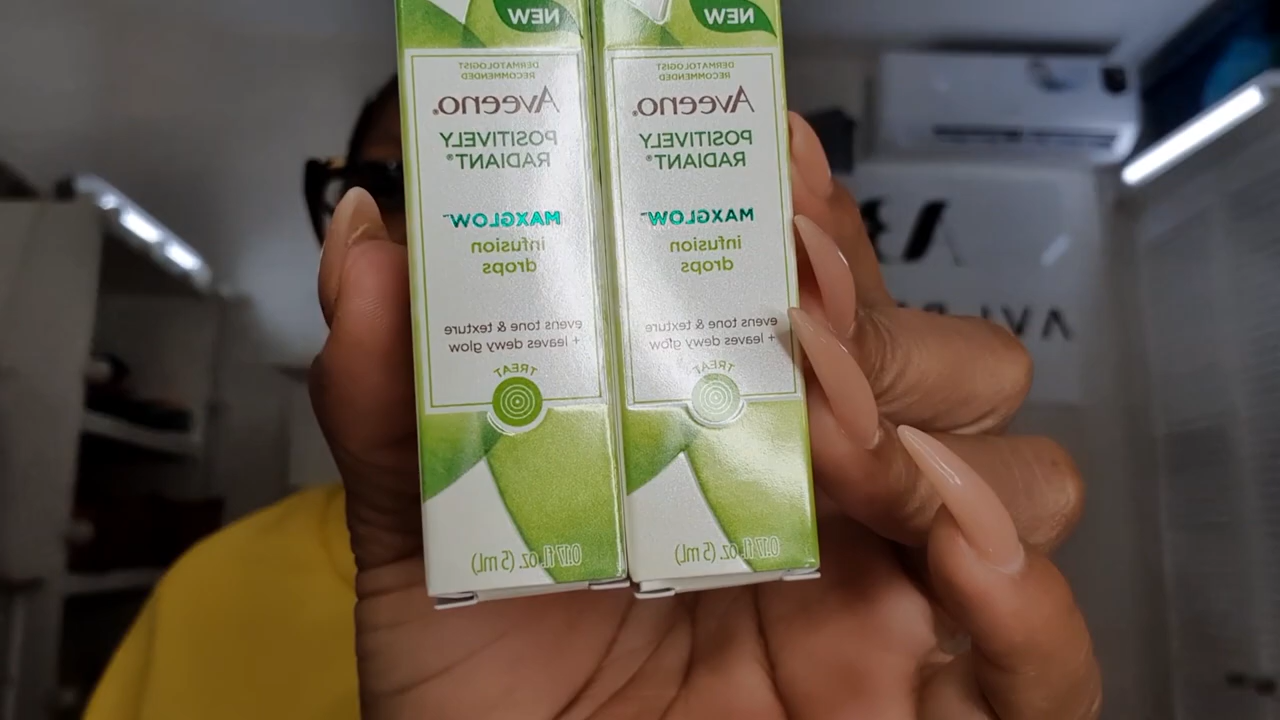 NEW
DERMATOLOGIST
RECOMMENDED
Aveeno®
POSITIVELY
RADIANT®
MAXGLOW™
infusion
drops
evens tone & texture
+ leaves dewy glow
TREAT
0.17 fl. oz. (5 mL)
NEW
DERMATOLOGIST
RECOMMENDED
Aveeno®
POSITIVELY
RADIANT®
MAXGLOW™
infusion
drops
evens tone & texture
+ leaves dewy glow
TREAT
0.17 fl. oz. (5 mL)